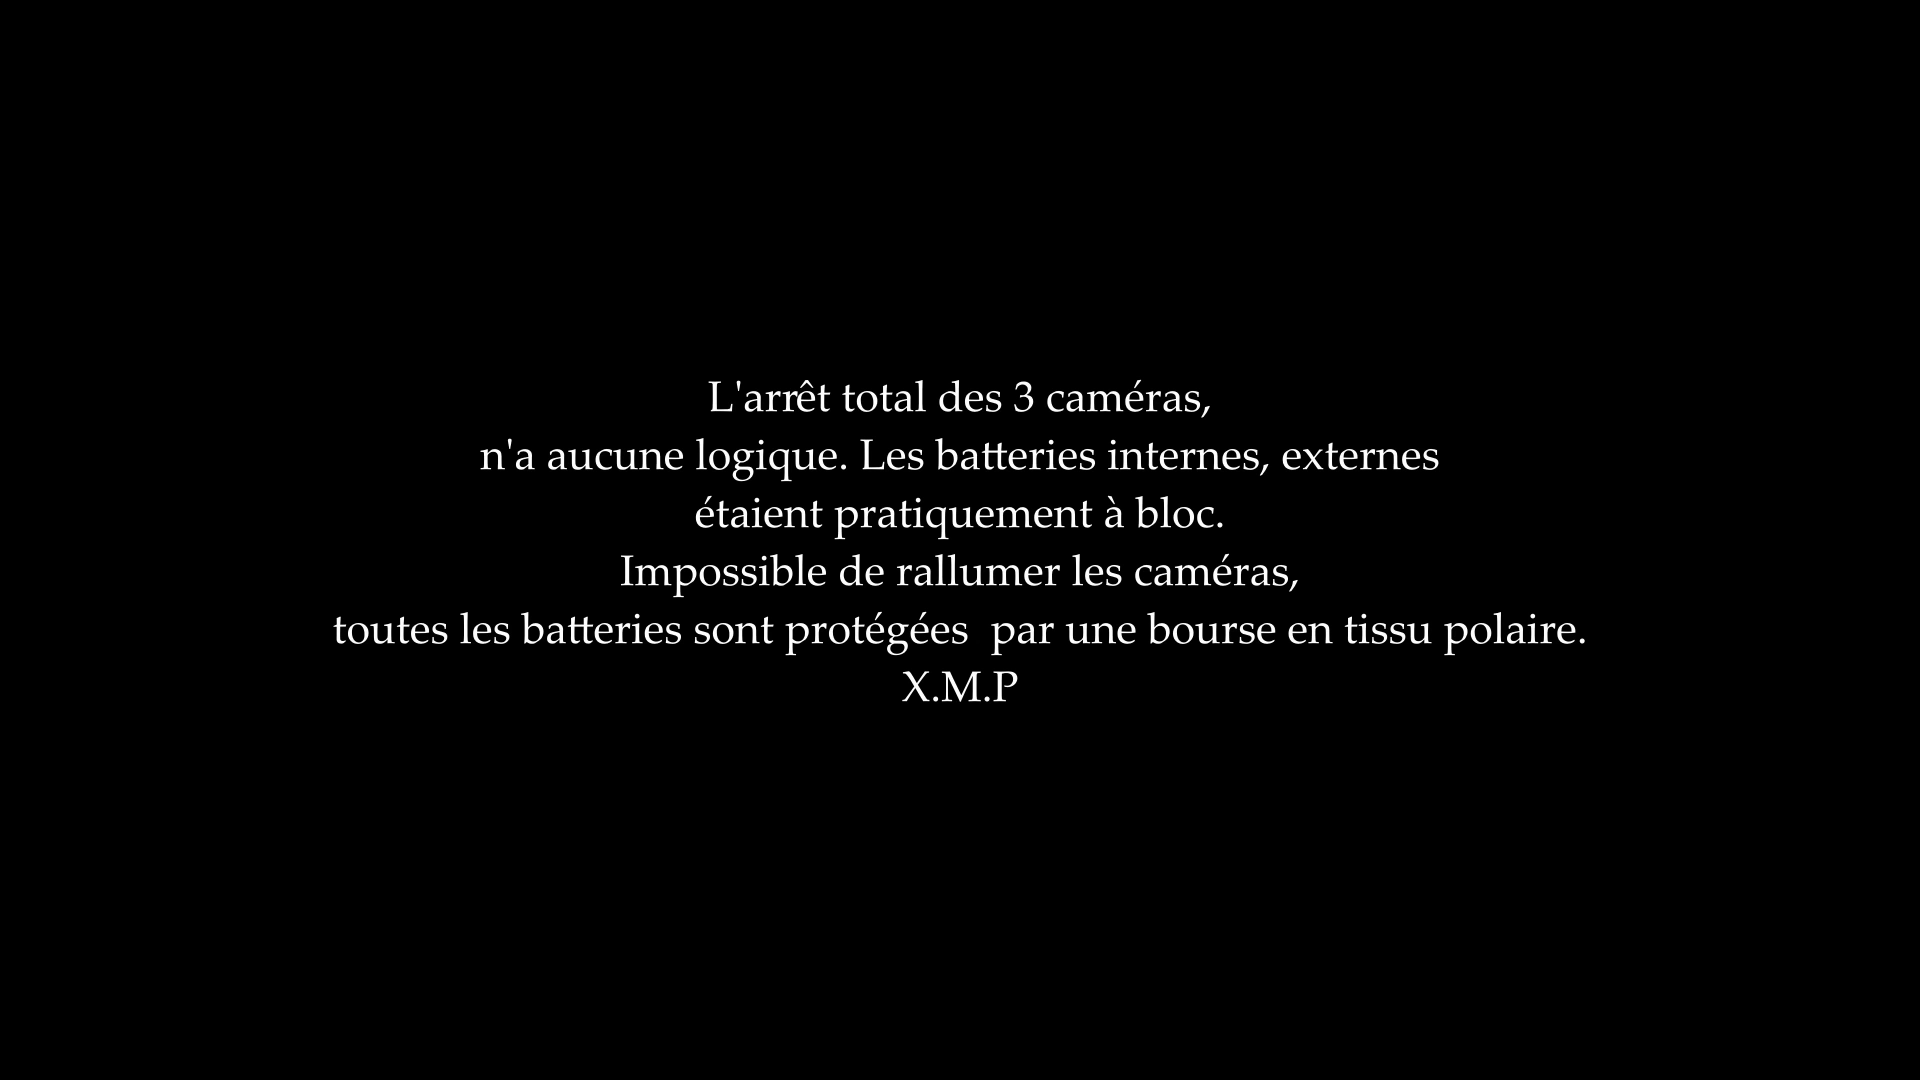 L'arrêt total des 3 caméras,
n'a aucune logique. Les batteries internes, externes
étaient pratiquement à bloc.
Impossible de rallumer les caméras,
toutes les batteries sont protégées  par une bourse en tissu polaire.
X.M.P